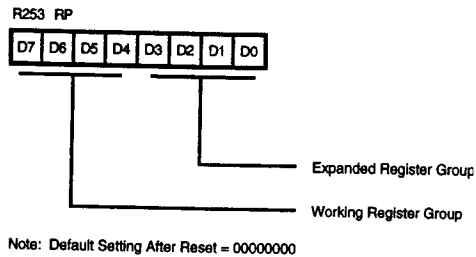 R253 RP
D7 D6 D5 D4 D3 D2 D1 D0
Expanded Register Group
Working Register Group
Note: Default Setting After Reset = 00000000